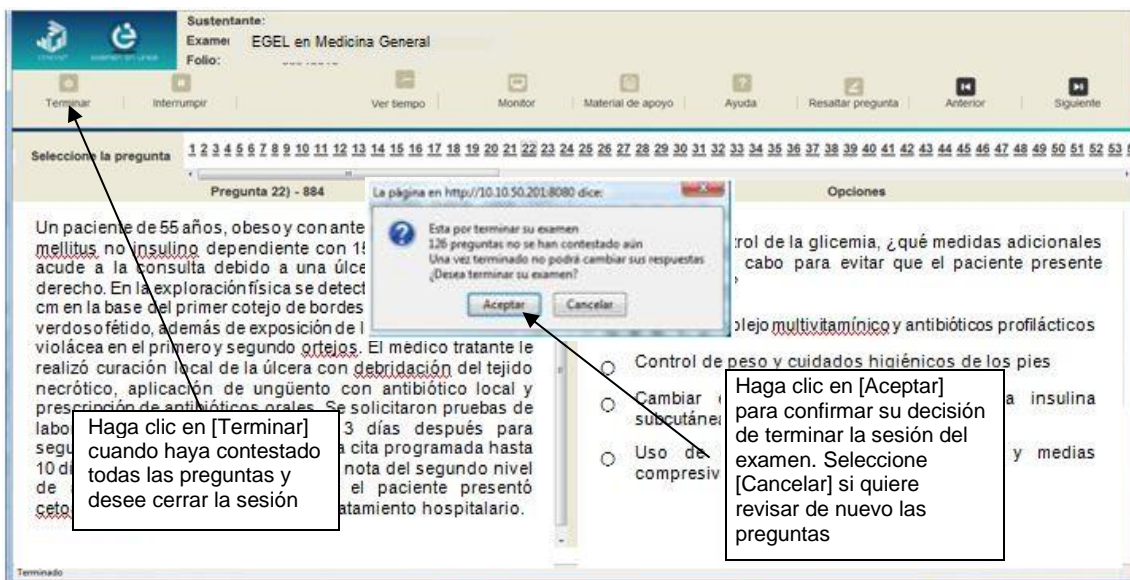 Sustentante:
Examen EGEL en Medicina General
Folio:
examen en línea
Terminar Interrumpir Ver tiempo Monitor Material de apoyo Ayuda Resaltar pregunta Anterior Siguiente
Seleccione la pregunta 1 2 3 4 5 6 7 8 9 10 11 12 13 14 15 16 17 18 19 20 21 22 23 24 25 26 27 28 29 30 31 32 33 34 35 36 37 38 39 40 41 42 43 44 45 46 47 48 49 50 51 52 53
Pregunta 22) - 884
Opciones
Un paciente de 55 años, obeso y con ante
mellitus no insulino dependiente con 15
acude a la consulta debido a una úlce
derecho. En la exploración física se detect
cm en la base del primer cotejo de bordes
verdoso fétido, además de exposición de l
violácea en el primero y segundo ortejos. El médico tratante le
realizó curación local de la úlcera con debridación del tejido
necrótico, aplicación de ungüento con antibiótico local y
prescripción de antibióticos orales. Se solicitaron pruebas de
labo 3 días después para
segu a cita programada hasta
10 dí nota del segundo nivel
de el paciente presentó
ceto atamiento hospitalario.
La página en http://10.10.50.201:8080 dice:
Esta por terminar su examen
126 preguntas no se han contestado aún
Una vez terminado no podrá cambiar sus respuestas
¿Desea terminar su examen?
Aceptar Cancelar
trol de la glicemia, ¿qué medidas adicionales
cabo para evitar que el paciente presente
?
plejo multivitamínico y antibióticos profilácticos
Control de peso y cuidados higiénicos de los pies
Cambiar a insulina
subcutánea
Uso de y medias
compresiv
Haga clic en [Terminar]
cuando haya contestado
todas las preguntas y
desee cerrar la sesión
Haga clic en [Aceptar]
para confirmar su decisión
de terminar la sesión del
examen. Seleccione
[Cancelar] si quiere
revisar de nuevo las
preguntas
Terminado